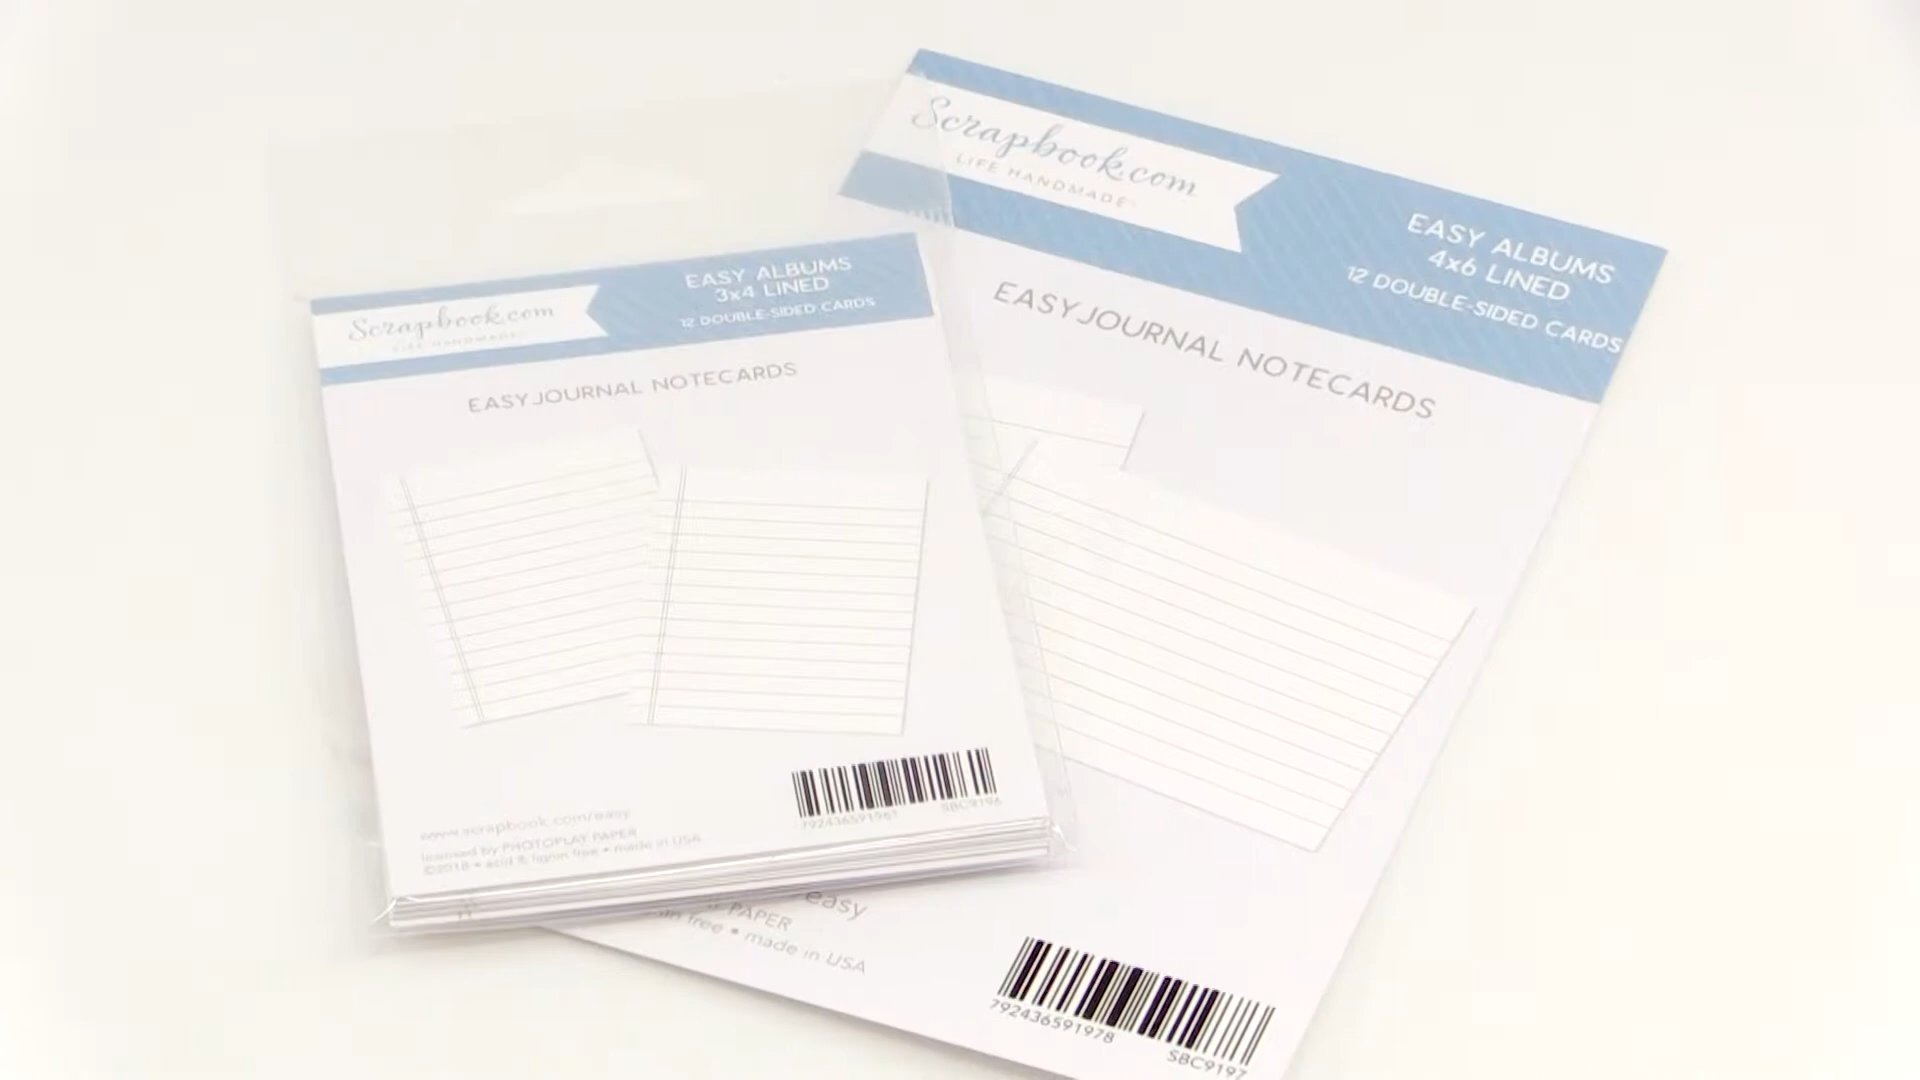 Scrapbook.com
LIFE HANDMADE
EASY ALBUMS
3x4 LINED
12 DOUBLE-SIDED CARDS
EASY JOURNAL NOTECARDS
792436591961
SBC9196
www.scrapbook.com/easy
licensed by PHOTOPLAY PAPER
©2018 • acid & lignin free • made in USA
Scrapbook.com
LIFE HANDMADE
EASY ALBUMS
4x6 LINED
12 DOUBLE-SIDED CARDS
EASY JOURNAL NOTECARDS
easy
PAPER
free • made in USA
792436591978
SBC9197